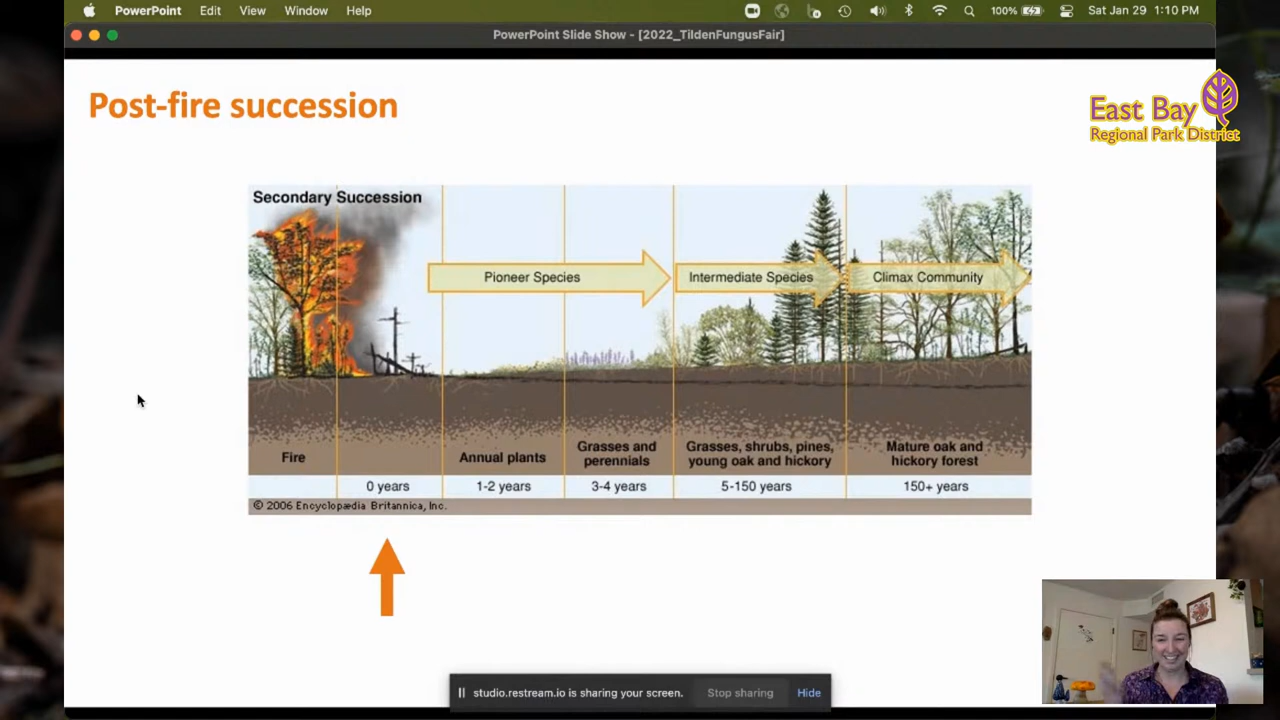 PowerPoint Edit View Window Help 100% Sat Jan 29 1:10 PM
PowerPoint Slide Show - [2022_TildenFungusFair]
Post-fire succession
East Bay
Regional Park District
Secondary Succession
Pioneer Species
Intermediate Species
Climax Community
Fire
Annual plants
Grasses and
perennials
Grasses, shrubs, pines,
young oak and hickory
Mature oak and
hickory forest
0 years
1-2 years
3-4 years
5-150 years
150+ years
© 2006 Encyclopædia Britannica, Inc.
studio.restream.io is sharing your screen. Stop sharing Hide